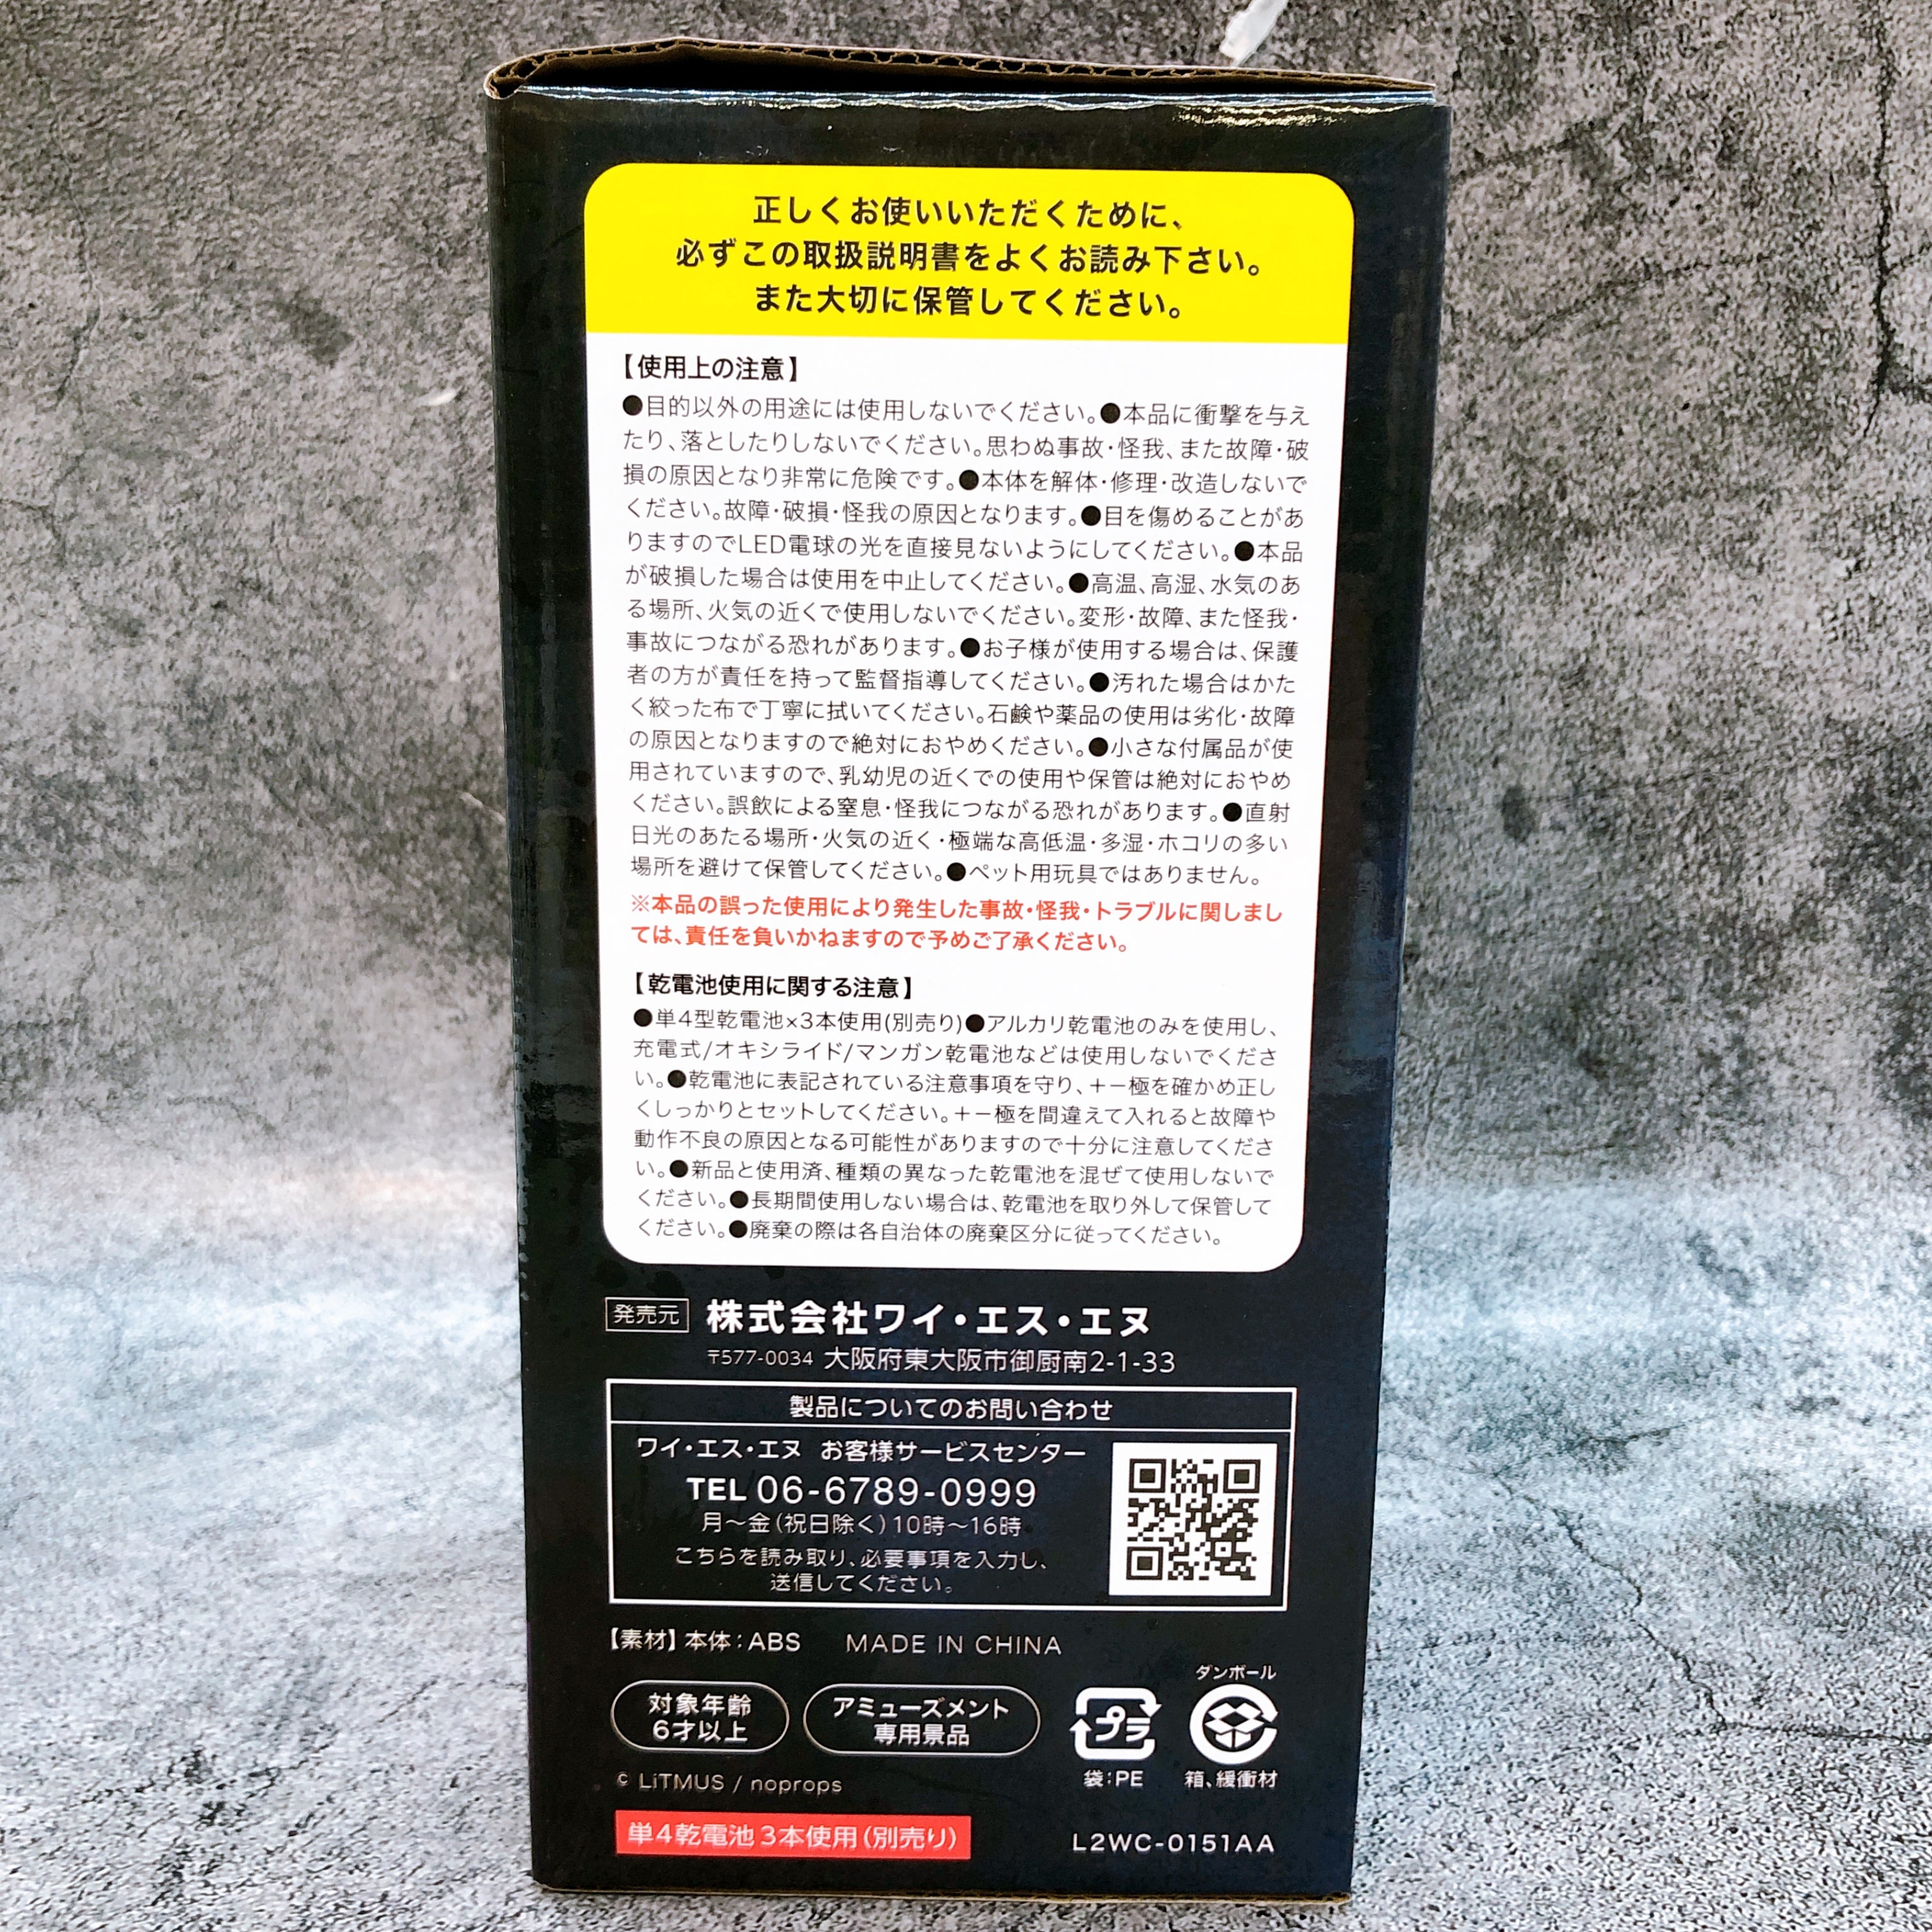 正しくお使いいただくために、
必ずこの取扱説明書をよくお読み下さい。
また大切に保管してください。
【使用上の注意】
●目的以外の用途には使用しないでください。●本品に衝撃を与え
たり、落としたりしないでください。思わぬ事故・怪我、また故障・破
損の原因となり非常に危険です。●本体を解体・修理・改造しないで
ください。故障・破損・怪我の原因となります。●目を傷めることがあ
りますのでLED電球の光を直接見ないようにしてください。●本品
が破損した場合は使用を中止してください。●高温、高湿、水気のあ
る場所、火気の近くで使用しないでください。変形・故障、また怪我・
事故につながる恐れがあります。●お子様が使用する場合は、保護
者の方が責任を持って監督指導してください。●汚れた場合はかた
く絞った布で丁寧に拭いてください。石鹸や薬品の使用は劣化・故障
の原因となりますので絶対におやめください。●小さな付属品が使
用されていますので、乳幼児の近くでの使用や保管は絶対におやめ
ください。誤飲による窒息・怪我につながる恐れがあります。●直射
日光のあたる場所・火気の近く・極端な高低温・多湿・ホコリの多い
場所を避けて保管してください。●ペット用玩具ではありません。
※本品の誤った使用により発生した事故・怪我・トラブルに関しまし
ては、責任を負いかねますので予めご了承ください。
【乾電池使用に関する注意】
●単4型乾電池×3本使用(別売り)●アルカリ乾電池のみを使用し、
充電式/オキシライド/マンガン乾電池などは使用しないでくださ
い。●乾電池に表記されている注意事項を守り、＋−極を確かめ正し
くしっかりとセットしてください。＋−極を間違えて入れると故障や
動作不良の原因となる可能性がありますので十分に注意してくださ
い。●新品と使用済、種類の異なった乾電池を混ぜて使用しないで
ください。●長期間使用しない場合は、乾電池を取り外して保管して
ください。●廃棄の際は各自治体の廃棄区分に従ってください。
発売元 株式会社ワイ・エス・エヌ
〒577-0034 大阪府東大阪市御厨南2-1-33
製品についてのお問い合わせ
ワイ・エス・エヌ お客様サービスセンター
TEL 06-6789-0999
月〜金(祝日除く)10時〜16時
こちらを読み取り、必要事項を入力し、
送信してください。
【素材】本体：ABS MADE IN CHINA
ダンボール
対象年齢
6才以上
アミューズメント
専用景品
プラ
袋：PE
箱、緩衝材
© LiTMUS / noprops
単4乾電池 3本使用(別売り)
L2WC-0151AA